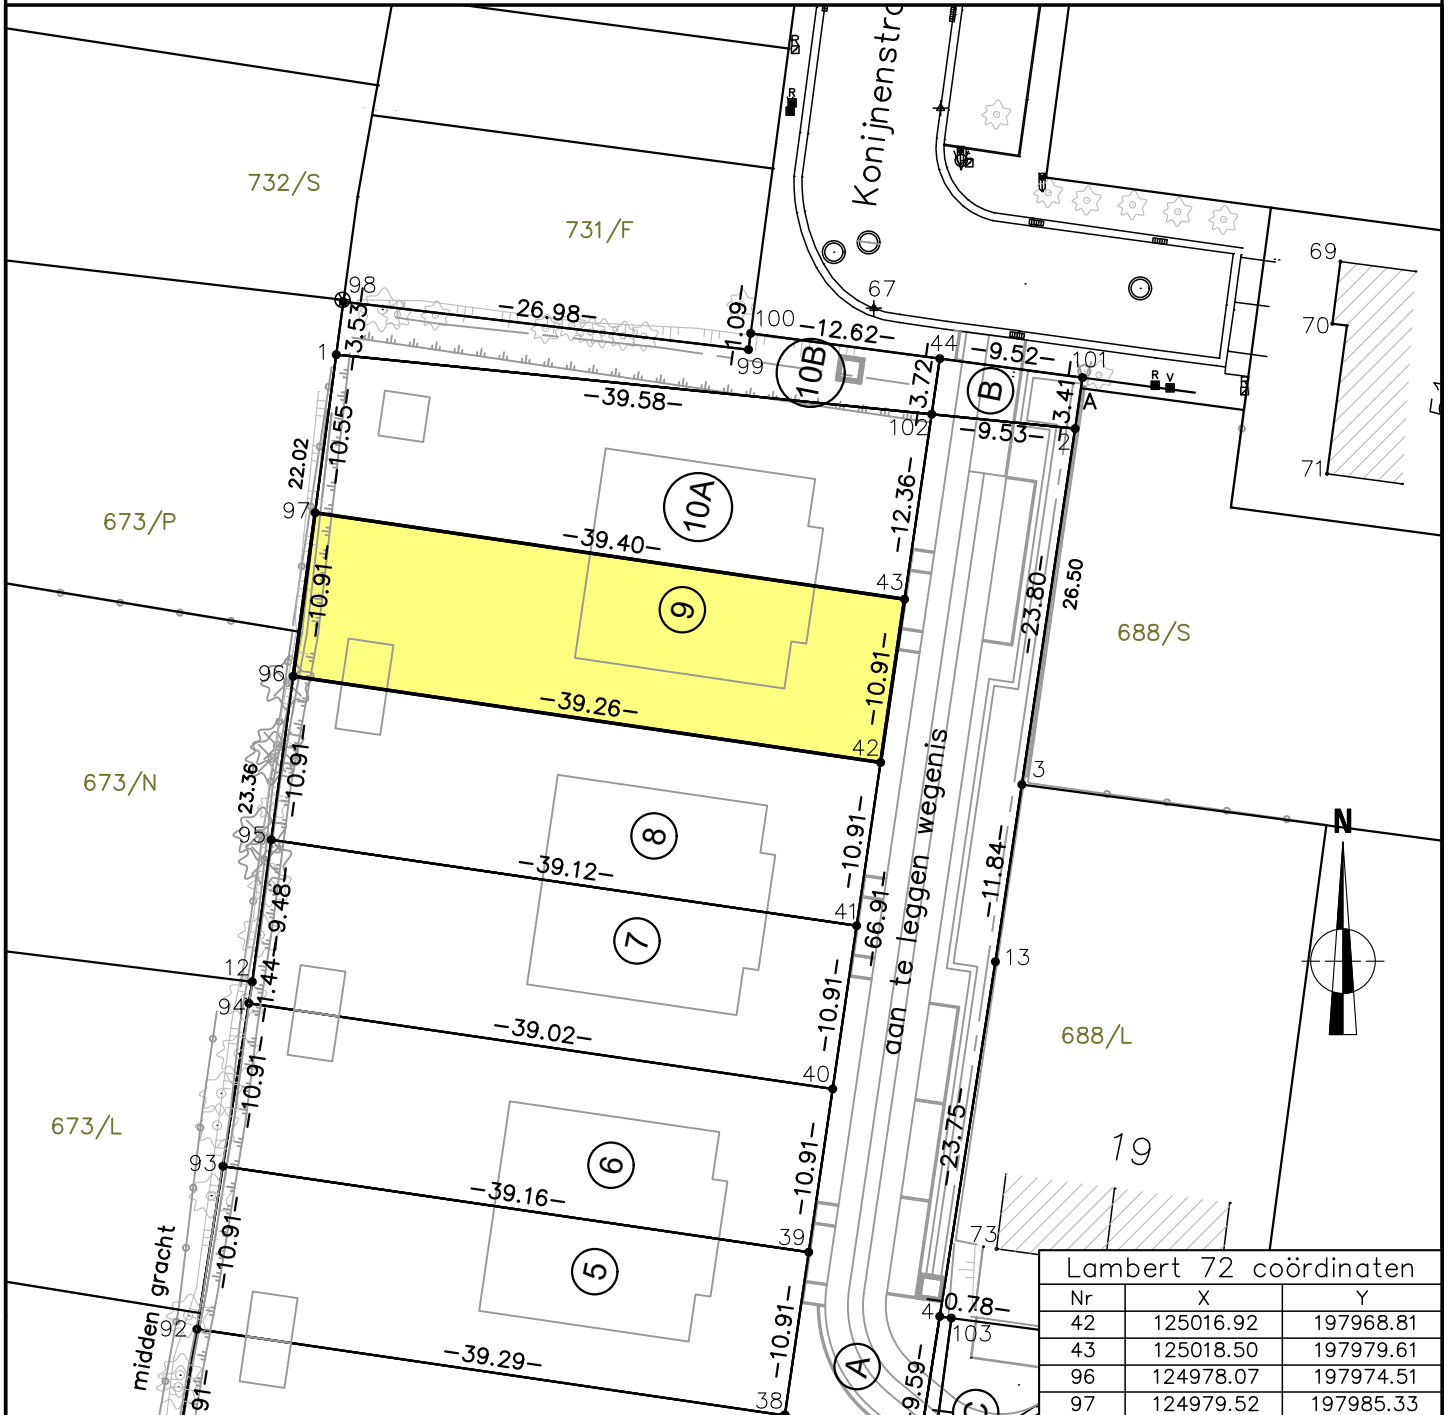 Konijnenstr
R
R
732/S
731/F
69
98
67
70
-26.98-
-3.53-
-1.09-
100
-12.62-
44
-9.52-
101
R V
R
1
99
10B
-3.72-
B
3.41-
A
-39.58-
102
-9.53-
2
71
-10.55-
22.02
-12.36-
673/P
97
10A
-39.40-
43
-10.91-
9
-23.80-
26.50
688/S
96
-39.26-
-10.91-
42
-10.91-
3
673/N
23.36
8
-10.91-
aan te leggen wegenis
N
95
-39.12-
41
-66.91-
-11.84-
-9.48-
7
13
12
1.44-
94
-39.02-
-10.91-
688/L
40
-10.91-
673/L
-23.75-
19
93
6
-10.91-
-39.16-
39
73
-10.91-
midden gracht
5
4
-0.78-
103
92
-39.29-
-10.91-
A
9.59-
C
91-
38
Lambert 72 coördinaten
Nr X Y
42 125016.92 197968.81
43 125018.50 197979.61
96 124978.07 197974.51
97 124979.52 197985.33